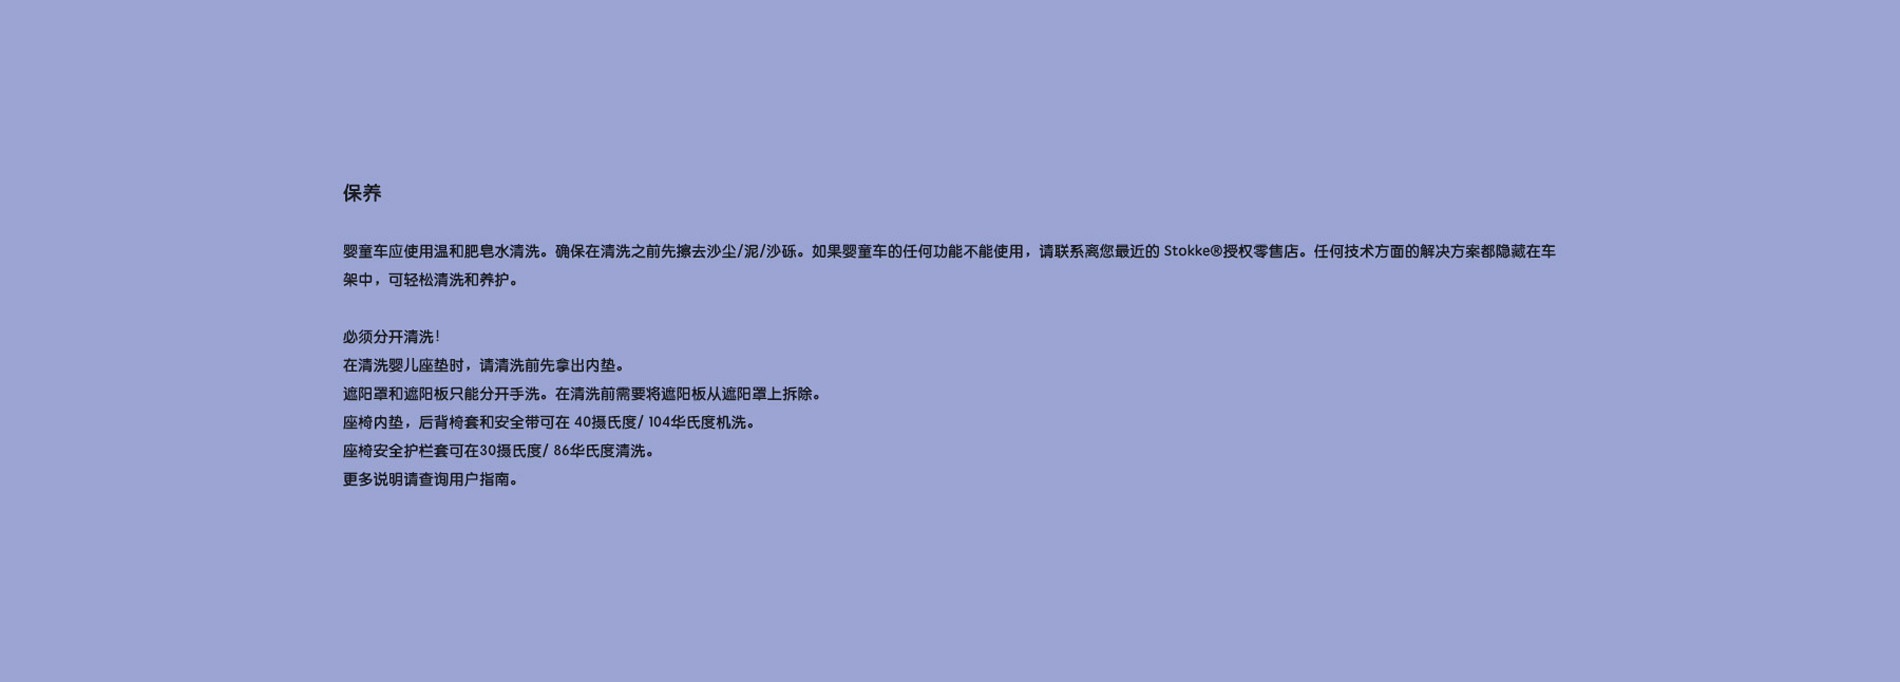 保养
婴童车应使用温和肥皂水清洗。确保在清洗之前先擦去沙尘/泥/沙砾。如果婴童车的任何功能不能使用，请联系离您最近的 Stokke®授权零售店。任何技术方面的解决方案都隐藏在车
架中，可轻松清洗和养护。
必须分开清洗！
在清洗婴儿座垫时，请清洗前先拿出内垫。
遮阳罩和遮阳板只能分开手洗。在清洗前需要将遮阳板从遮阳罩上拆除。
座椅内垫，后背椅套和安全带可在 40摄氏度/ 104华氏度机洗。
座椅安全护栏套可在30摄氏度/ 86华氏度清洗。
更多说明请查询用户指南。